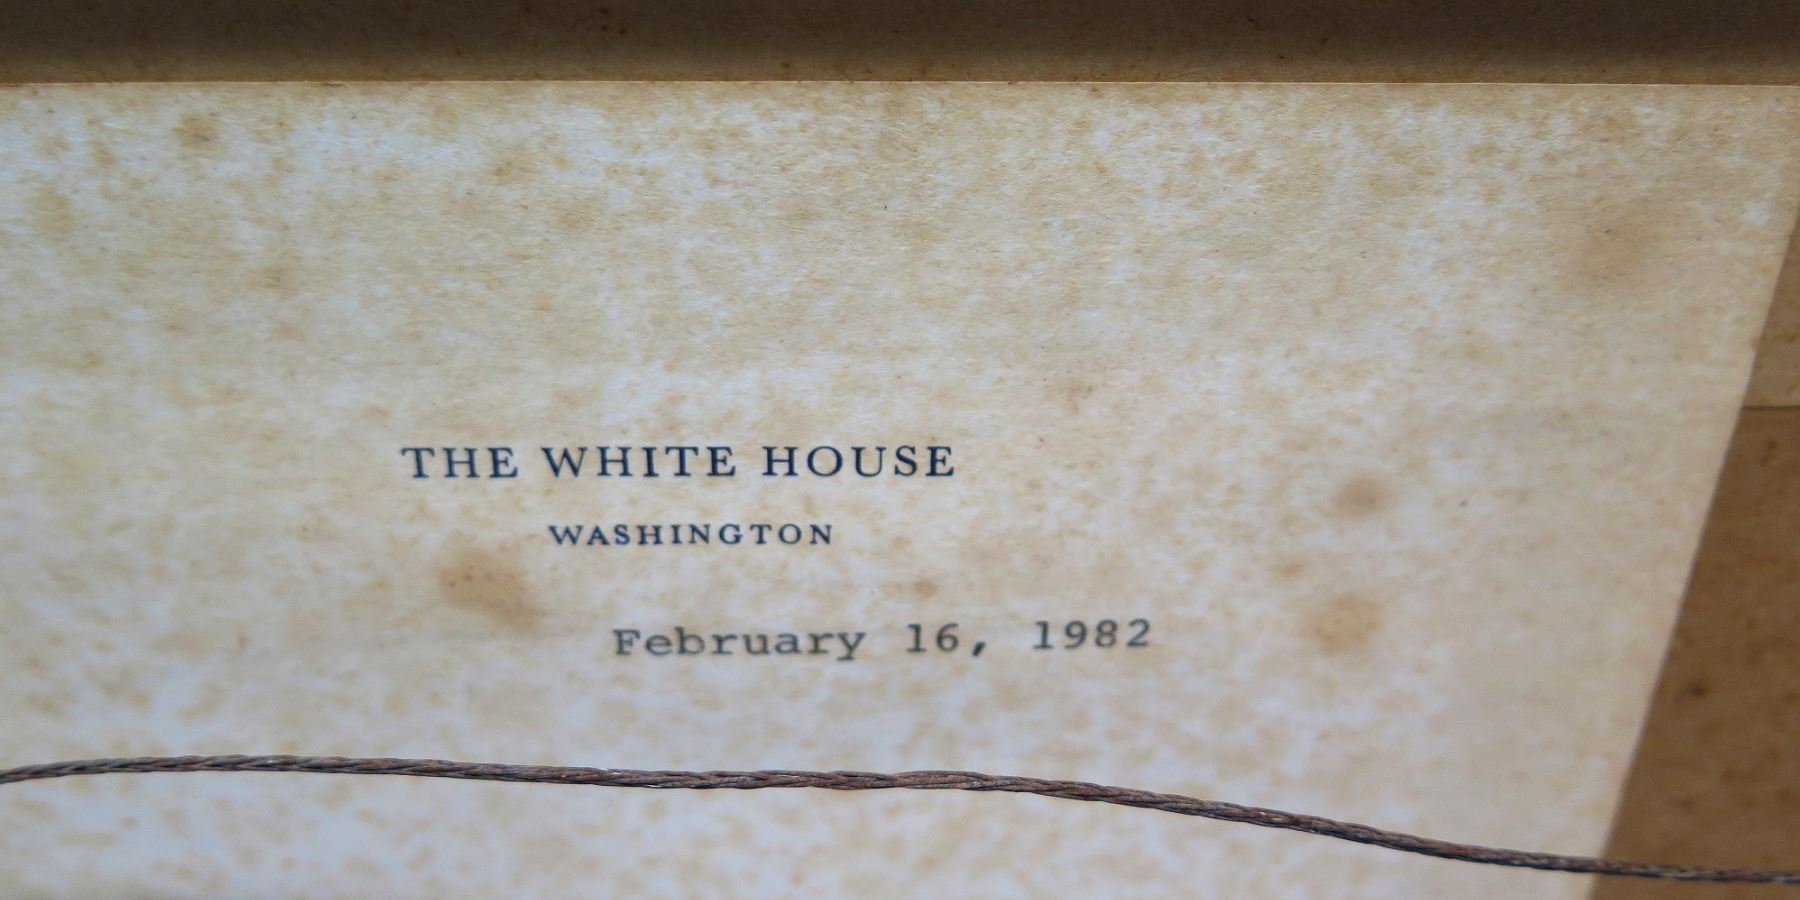 THE WHITE HOUSE
WASHINGTON
February 16, 1982